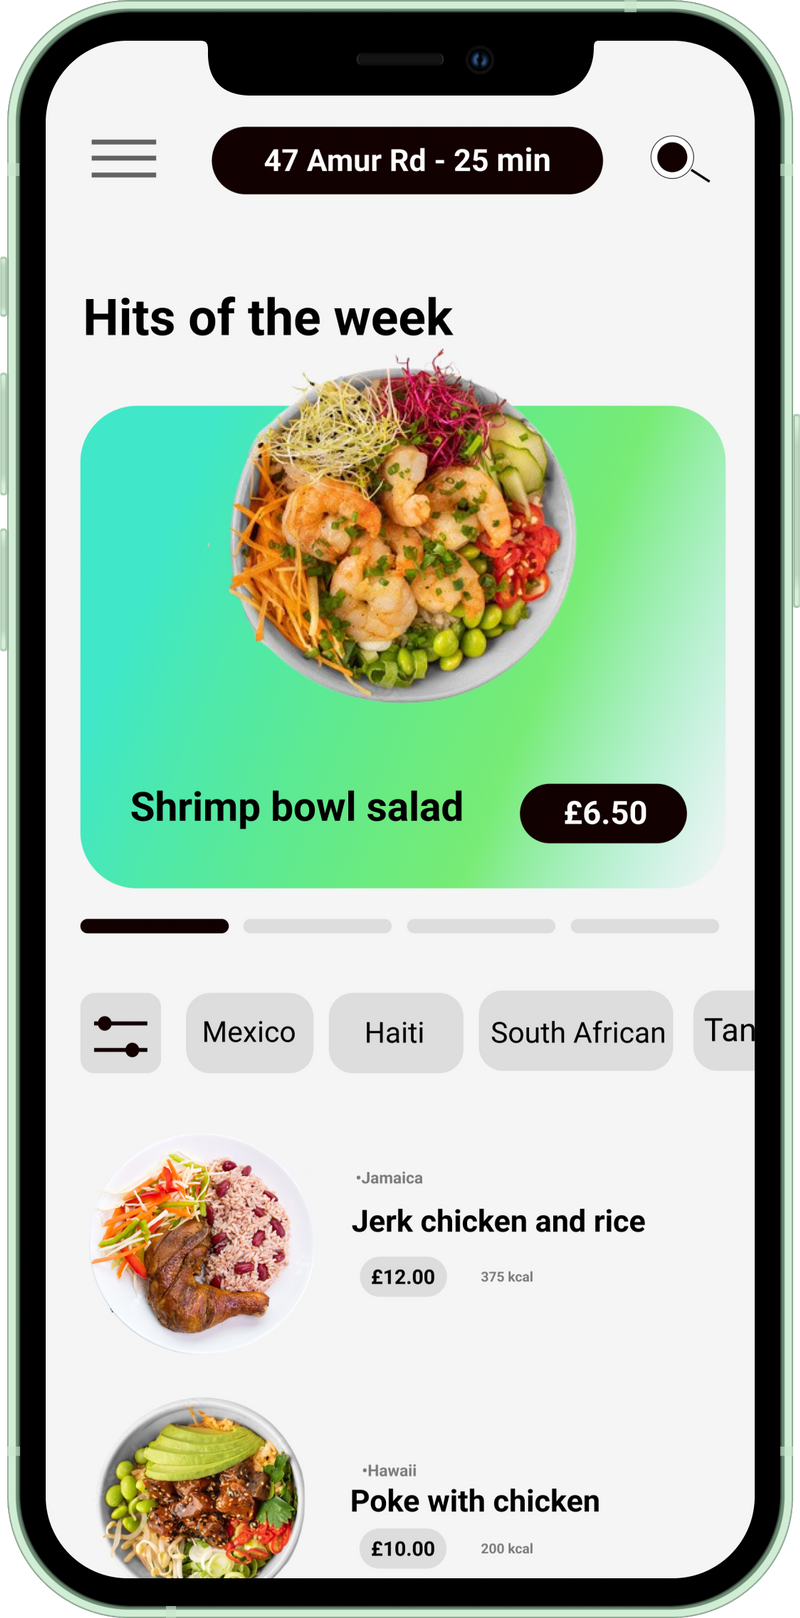 47 Amur Rd - 25 min
Hits of the week
Shrimp bowl salad
£6.50
Mexico
Haiti
South African
Tan
•Jamaica
Jerk chicken and rice
£12.00
375 kcal
•Hawaii
Poke with chicken
£10.00
200 kcal